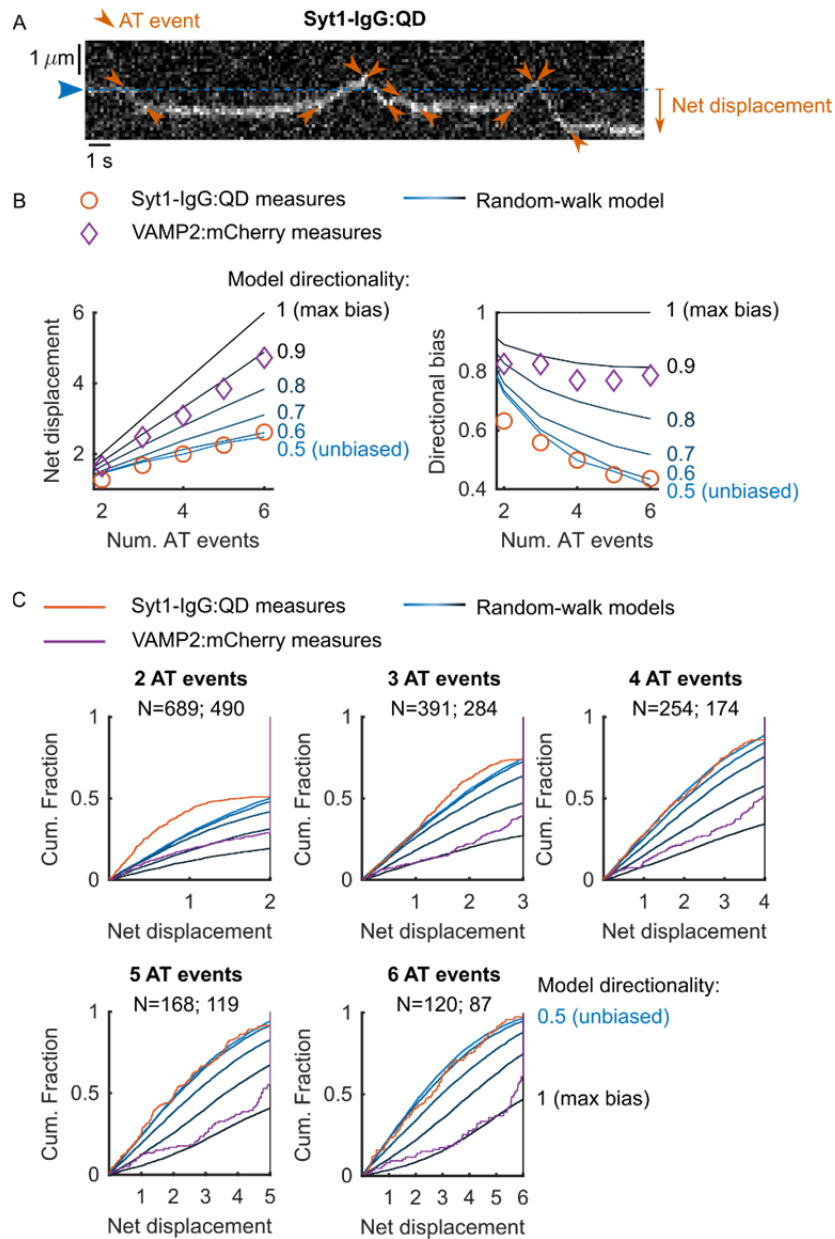 A
AT event
Syt1-IgG:QD
1 μm
Net displacement
1 s
B
Syt1-IgG:QD measures
Random-walk model
VAMP2:mCherry measures
Model directionality:
6
4
2
Net displacement
2 4 6
Num. AT events
1 (max bias)
0.9
0.8
0.7
0.6
0.5 (unbiased)
1
0.8
0.6
0.4
Directional bias
2 4 6
Num. AT events
1 (max bias)
0.9
0.8
0.7
0.6
0.5 (unbiased)
C
Syt1-IgG:QD measures
Random-walk models
VAMP2:mCherry measures
2 AT events
N=689; 490
1
0.5
0
Cum. Fraction
1 2
Net displacement
3 AT events
N=391; 284
1
0.5
0
Cum. Fraction
1 2 3
Net displacement
4 AT events
N=254; 174
1
0.5
0
Cum. Fraction
1 2 3 4
Net displacement
5 AT events
N=168; 119
1
0.5
0
Cum. Fraction
1 2 3 4 5
Net displacement
6 AT events
N=120; 87
1
0.5
0
Cum. Fraction
1 2 3 4 5 6
Net displacement
Model directionality:
0.5 (unbiased)
1 (max bias)